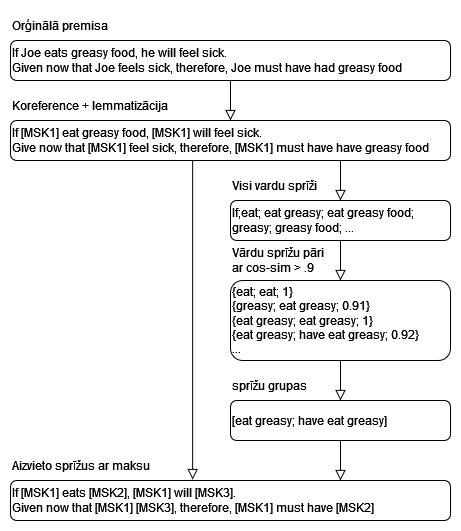 Orģinālā premisa
If Joe eats greasy food, he will feel sick.
Given now that Joe feels sick, therefore, Joe must have had greasy food
Koreference + lemmatizācija
If [MSK1] eat greasy food, [MSK1] will feel sick.
Give now that [MSK1] feel sick, therefore, [MSK1] must have have greasy food
Visi vardu sprīži
If;eat; eat greasy; eat greasy food;
greasy; greasy food; ...
Vārdu sprīžu pāri
ar cos-sim > .9
{eat; eat; 1}
{greasy; eat greasy; 0.91}
{eat greasy; eat greasy; 1}
{eat greasy; have eat greasy; 0.92}
...
sprīžu grupas
[eat greasy; have eat greasy]
Aizvieto sprīžus ar maksu
If [MSK1] eats [MSK2], [MSK1] will [MSK3].
Given now that [MSK1] [MSK3], therefore, [MSK1] must have [MSK2]